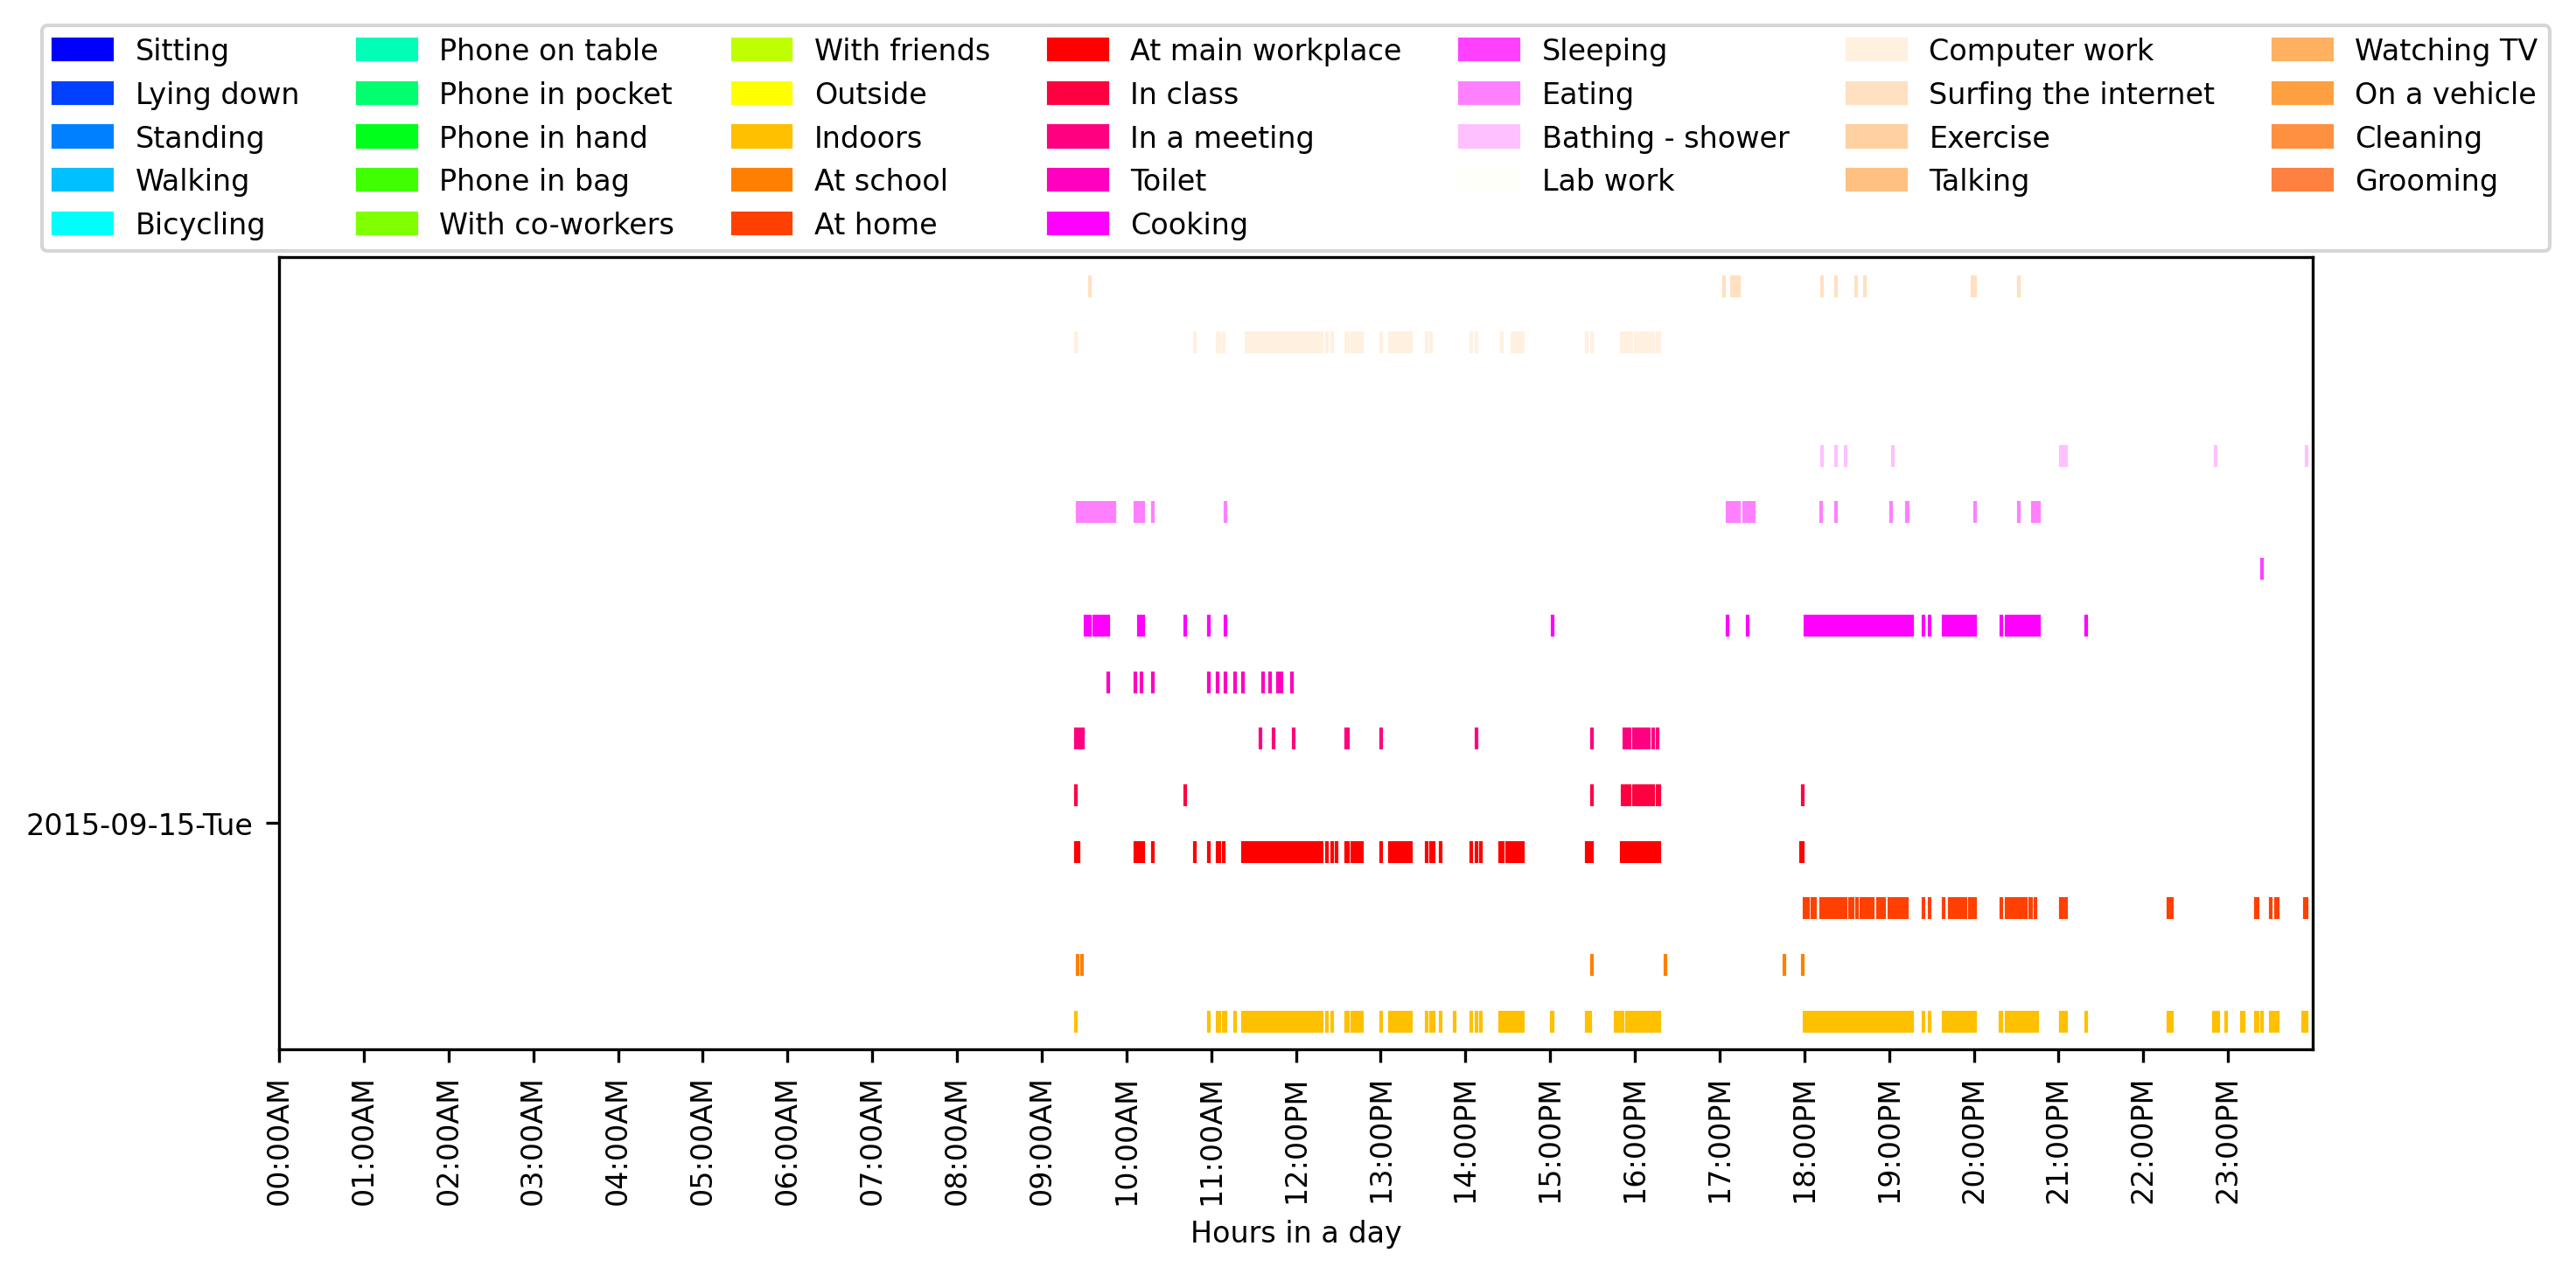 Sitting
Lying down
Standing
Walking
Bicycling
Phone on table
Phone in pocket
Phone in hand
Phone in bag
With co-workers
With friends
Outside
Indoors
At school
At home
At main workplace
In class
In a meeting
Toilet
Cooking
Sleeping
Eating
Bathing - shower
Lab work
Computer work
Surfing the internet
Exercise
Talking
Watching TV
On a vehicle
Cleaning
Grooming
2015-09-15-Tue
00:00AM
01:00AM
02:00AM
03:00AM
04:00AM
05:00AM
06:00AM
07:00AM
08:00AM
09:00AM
10:00AM
11:00AM
12:00PM
13:00PM
14:00PM
15:00PM
16:00PM
17:00PM
18:00PM
19:00PM
20:00PM
21:00PM
22:00PM
23:00PM
Hours in a day